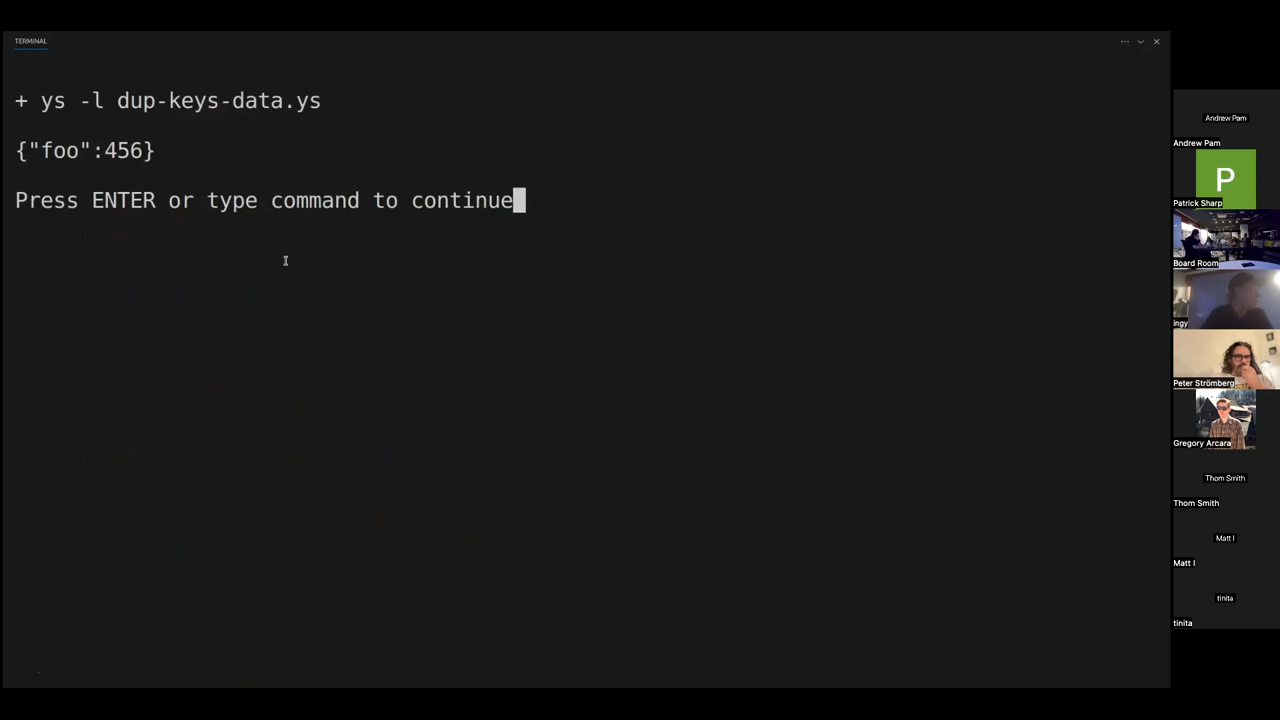 TERMINAL
+ ys -l dup-keys-data.ys
{"foo":456}
Press ENTER or type command to continue
Andrew Pam
Andrew Pam
P
Patrick Sharp
Board Room
ingy
Peter Strömberg
Gregory Arcara
Thom Smith
Thom Smith
Matt l
Matt l
tinita
tinita